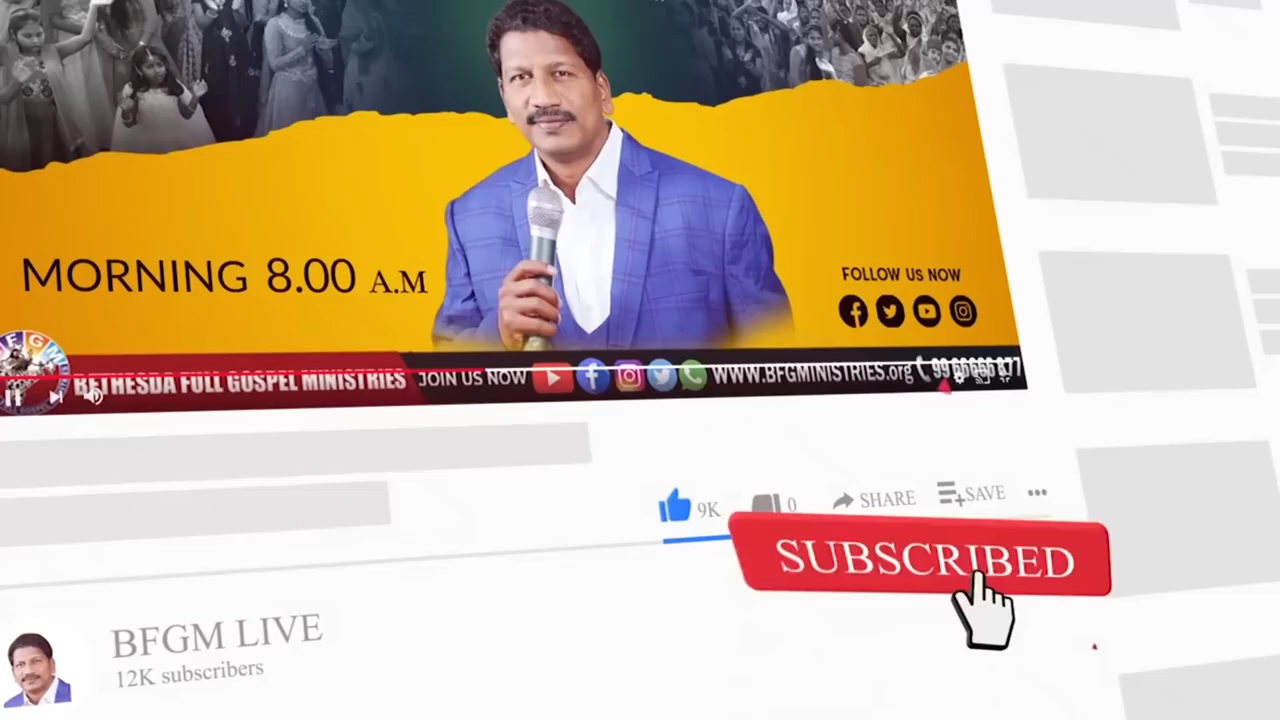 MORNING 8.00 A.M
FOLLOW US NOW
BETHESDA FULL GOSPEL MINISTRIES
JOIN US NOW
WWW.BFGMINISTRIES.org
9K
0
SHARE
SAVE
SUBSCRIBED
BFGM LIVE
12K subscribers